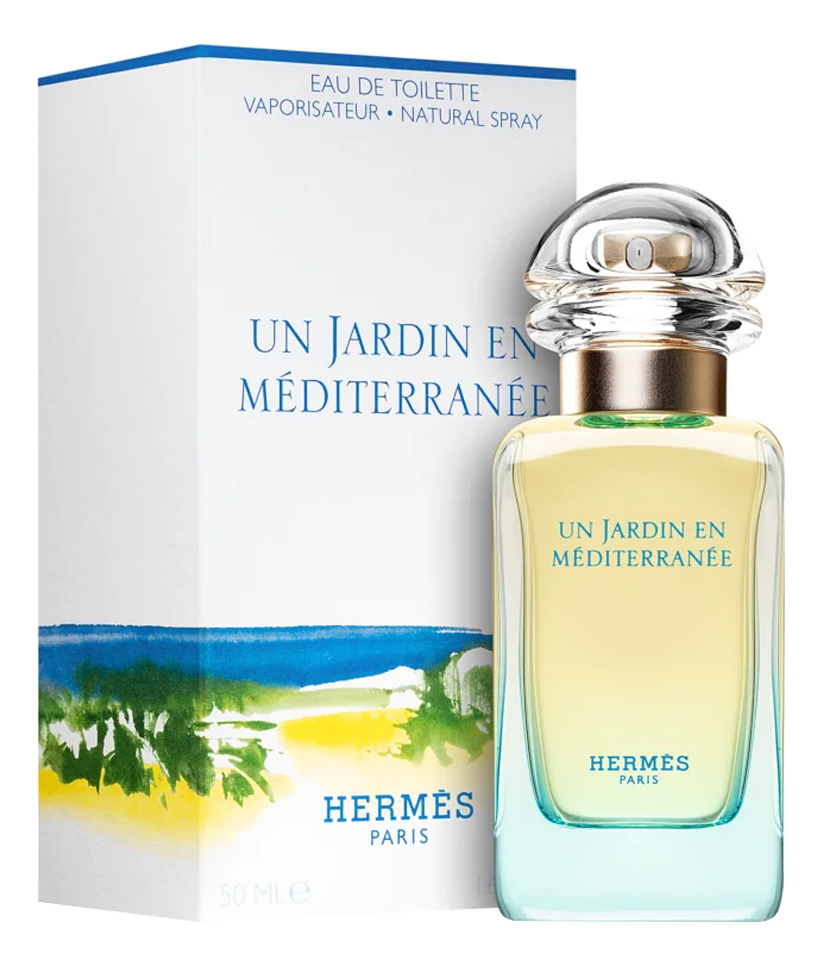 EAU DE TOILETTE
VAPORISATEUR • NATURAL SPRAY
UN JARDIN EN
MÉDITERRANÉE
HERMÈS
PARIS
50 ML℮
UN JARDIN EN
MÉDITERRANÉE
HERMÈS
PARIS